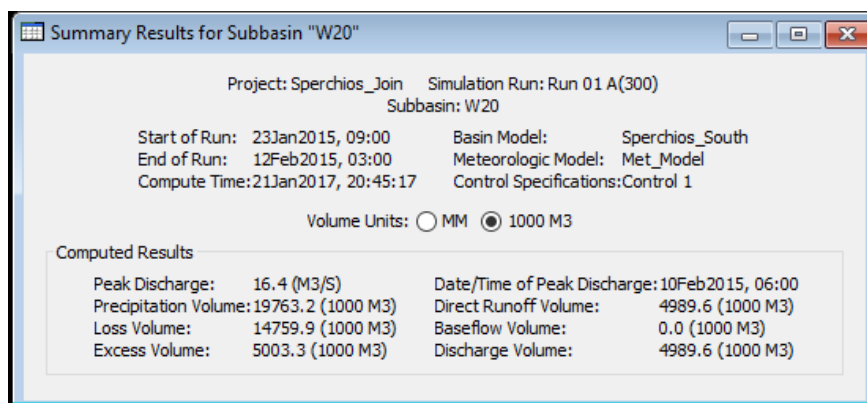 Summary Results for Subbasin "W20"
Project: Sperchios_Join Simulation Run: Run 01 A(300)
Subbasin: W20
Start of Run: 23Jan2015, 09:00 Basin Model: Sperchios_South
End of Run: 12Feb2015, 03:00 Meteorologic Model: Met_Model
Compute Time:21Jan2017, 20:45:17 Control Specifications:Control 1
Volume Units: MM 1000 M3
Computed Results
Peak Discharge: 16.4 (M3/S) Date/Time of Peak Discharge:10Feb2015, 06:00
Precipitation Volume:19763.2 (1000 M3) Direct Runoff Volume: 4989.6 (1000 M3)
Loss Volume: 14759.9 (1000 M3) Baseflow Volume: 0.0 (1000 M3)
Excess Volume: 5003.3 (1000 M3) Discharge Volume: 4989.6 (1000 M3)